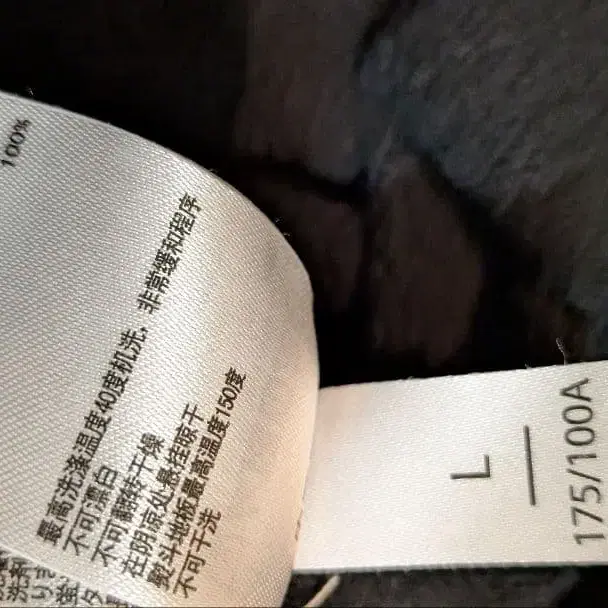 100%
最高洗涤温度40度机洗，非常缓和程序
不可漂白
不可翻转干燥
在阴凉处悬挂晾干
熨斗地板最高温度150度
不可干洗
L
175/100A